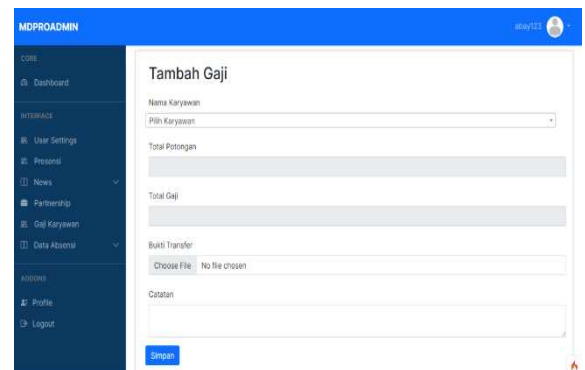 MDPROADMIN
abay123
CORE
Dashboard
INTERFACE
User Settings
Presensi
News
Partnership
Gaji Karyawan
Data Absensi
ADDONS
Profile
Logout
Tambah Gaji
Nama Karyawan
Pilih Karyawan
Total Potongan
Total Gaji
Bukti Transfer
Choose File No file chosen
Catatan
Simpan